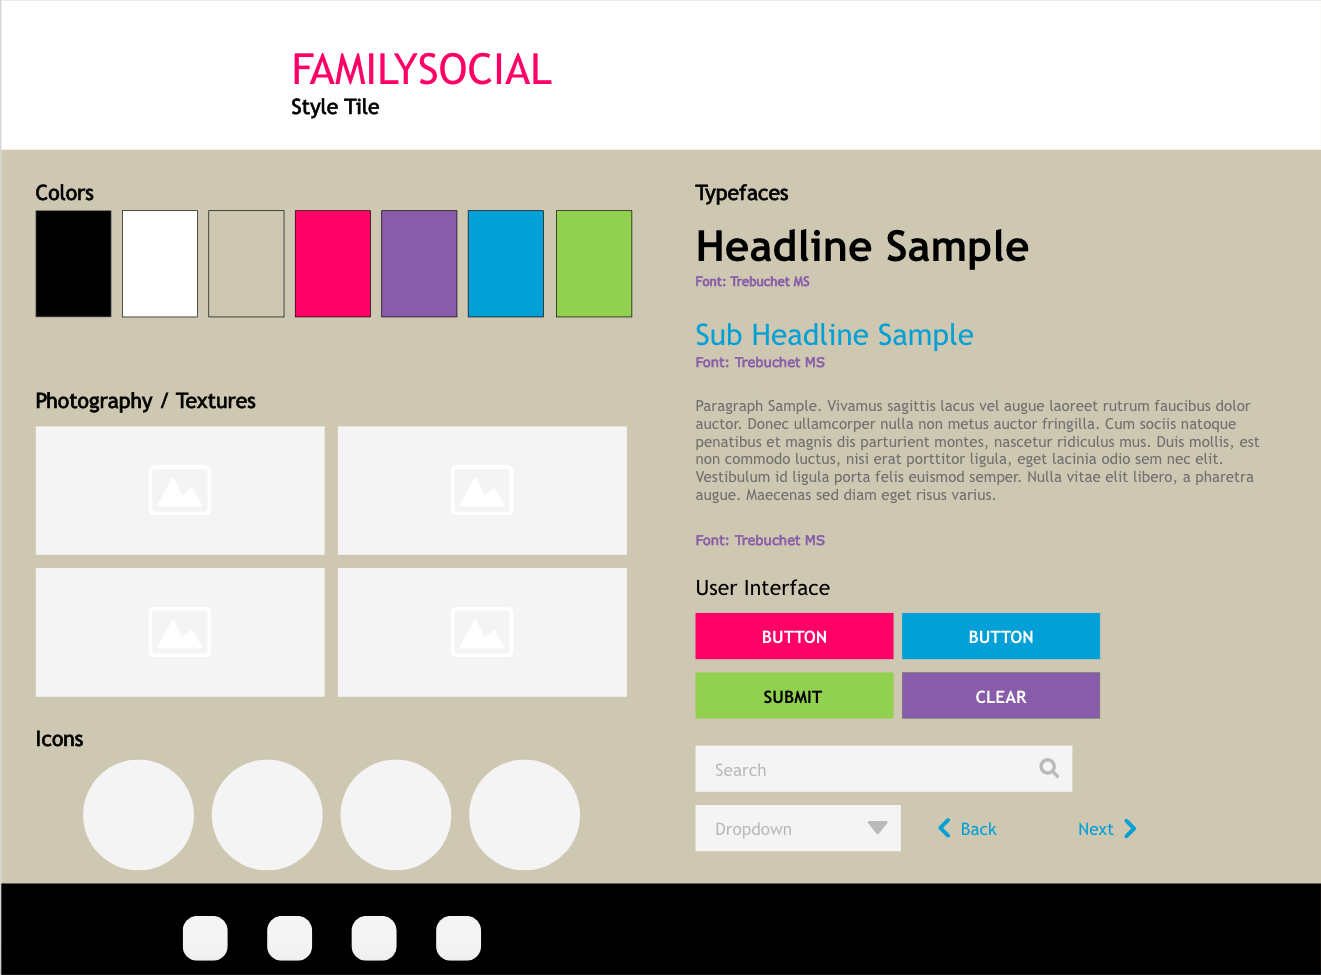 FAMILYSOCIAL
Style Tile
Colors
Photography / Textures
Icons
Typefaces
Headline Sample
Font: Trebuchet MS
Sub Headline Sample
Font: Trebuchet MS
Paragraph Sample. Vivamus sagittis lacus vel augue laoreet rutrum faucibus dolor
auctor. Donec ullamcorper nulla non metus auctor fringilla. Cum sociis natoque
penatibus et magnis dis parturient montes, nascetur ridiculus mus. Duis mollis, est
non commodo luctus, nisi erat porttitor ligula, eget lacinia odio sem nec elit.
Vestibulum id ligula porta felis euismod semper. Nulla vitae elit libero, a pharetra
augue. Maecenas sed diam eget risus varius.
Font: Trebuchet MS
User Interface
BUTTON BUTTON
SUBMIT CLEAR
Search
Dropdown Back Next